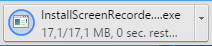 InstallScreenRecorde....exe
17,1/17,1 MB, 0 sec. rest...